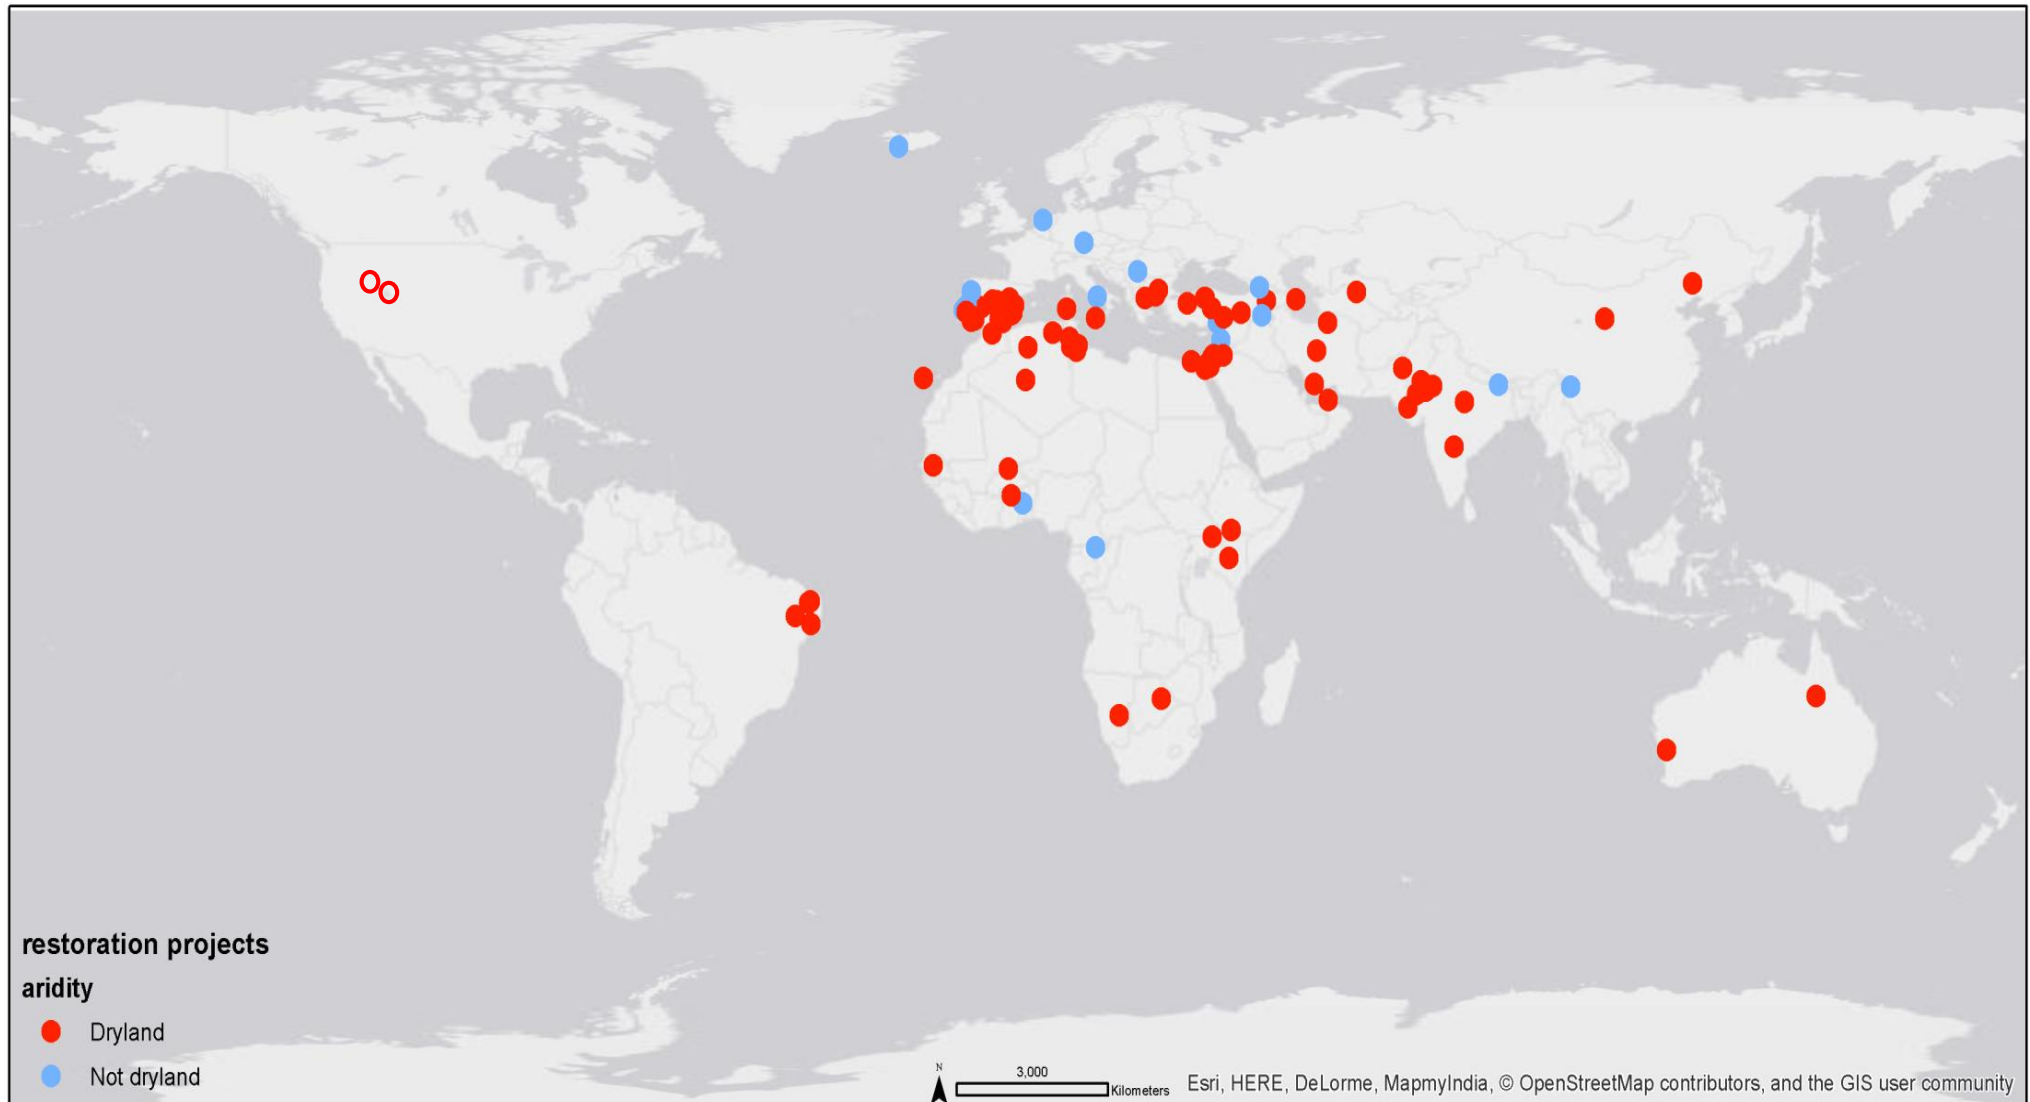 restoration projects
aridity
Dryland
Not dryland
N
3,000
Kilometers
Esri, HERE, DeLorme, MapmyIndia, © OpenStreetMap contributors, and the GIS user community